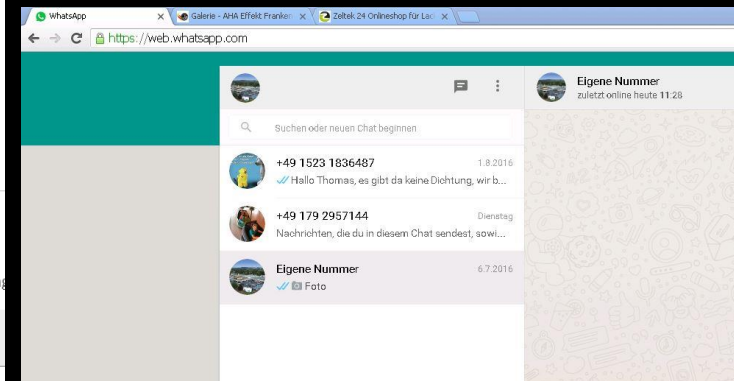 WhatsApp
Galerie - AHA Effekt Franken
Zeltek 24 Onlineshop für Lac
https://web.whatsapp.com
Eigene Nummer
zuletzt online heute 11:28
Suchen oder neuen Chat beginnen
+49 1523 1836487 1.8.2016
Hallo Thomas, es gibt da keine Dichtung, wir b...
+49 179 2957144 Dienstag
Nachrichten, die du in diesem Chat sendest, sowi...
Eigene Nummer 6.7.2016
Foto